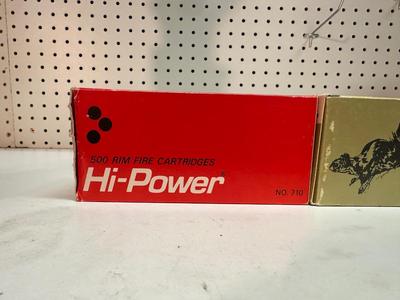 500 RIM FIRE CARTRIDGES
Hi-Power
NO. 710